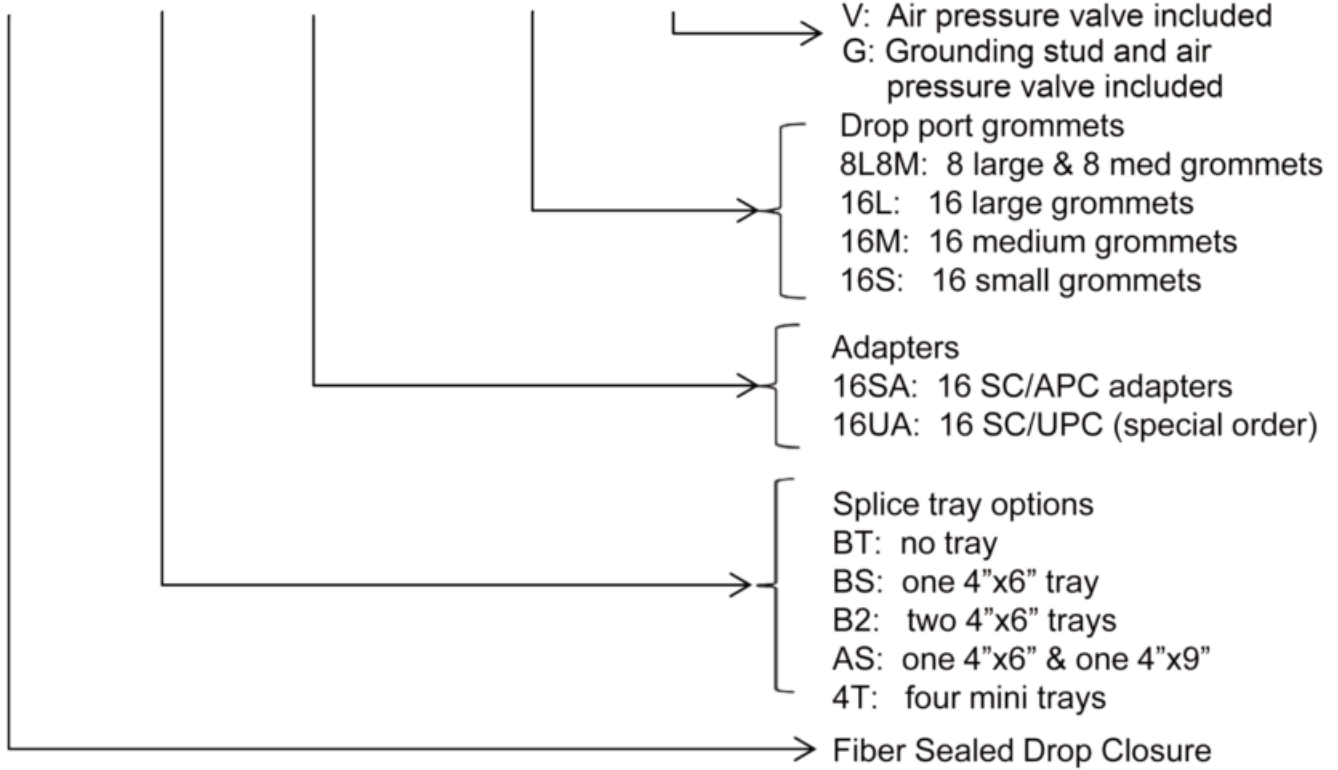 V: Air pressure valve included
G: Grounding stud and air
pressure valve included
Drop port grommets
8L8M: 8 large & 8 med grommets
16L: 16 large grommets
16M: 16 medium grommets
16S: 16 small grommets
Adapters
16SA: 16 SC/APC adapters
16UA: 16 SC/UPC (special order)
Splice tray options
BT: no tray
BS: one 4”x6” tray
B2: two 4”x6” trays
AS: one 4”x6” & one 4”x9”
4T: four mini trays
Fiber Sealed Drop Closure